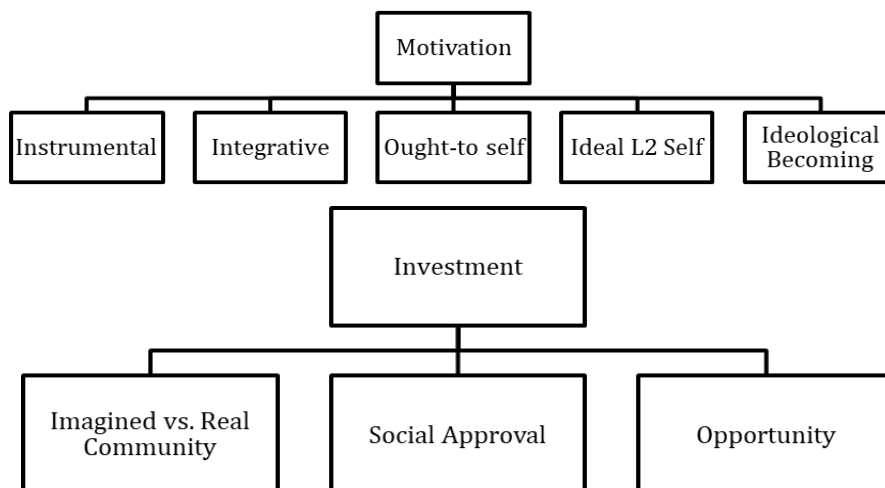 Motivation
Instrumental
Integrative
Ought-to self
Ideal L2 Self
Ideological
Becoming
Investment
Imagined vs. Real
Community
Social Approval
Opportunity